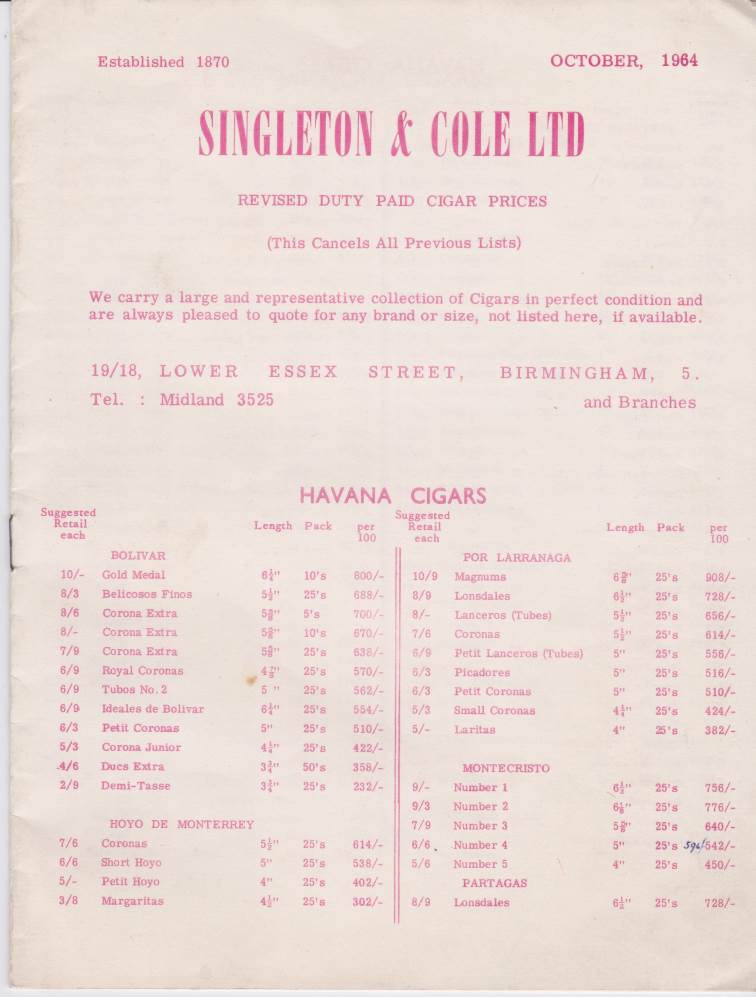 Established 1870
OCTOBER, 1964
SINGLETON & COLE LTD
REVISED DUTY PAID CIGAR PRICES
(This Cancels All Previous Lists)
We carry a large and representative collection of Cigars in perfect condition and
are always pleased to quote for any brand or size, not listed here, if available.
19/18, LOWER ESSEX STREET, BIRMINGHAM, 5.
Tel. : Midland 3525
and Branches
HAVANA CIGARS
Suggested
Retail
each
Length Pack per
100
BOLIVAR
10/- Gold Medal 6¼" 10's 800/-
8/3 Belicosos Finos 5½" 25's 688/-
8/6 Corona Extra 5⅝" 5's 700/-
8/- Corona Extra 5⅝" 10's 670/-
7/9 Corona Extra 5⅝" 25's 638/-
6/9 Royal Coronas 4⅞" 25's 570/-
6/9 Tubos No. 2 5 " 25's 562/-
6/9 Ideales de Bolivar 6¼" 25's 554/-
6/3 Petit Coronas 5" 25's 510/-
5/3 Corona Junior 4¼" 25's 422/-
4/6 Ducs Extra 3¾" 50's 358/-
2/9 Demi-Tasse 3¾" 25's 232/-
HOYO DE MONTERREY
7/6 Coronas 5½" 25's 614/-
6/6 Short Hoyo 5" 25's 538/-
5/- Petit Hoyo 4" 25's 402/-
3/8 Margaritas 4½" 25's 302/-
Suggested
Retail
each
Length Pack per
100
POR LARRANAGA
10/9 Magnums 6⅝" 25's 908/-
8/9 Lonsdales 6½" 25's 728/-
8/- Lanceros (Tubes) 5½" 25's 656/-
7/6 Coronas 5½" 25's 614/-
6/9 Petit Lanceros (Tubes) 5" 25's 556/-
6/3 Picadores 5" 25's 516/-
6/3 Petit Coronas 5" 25's 510/-
5/3 Small Coronas 4¼" 25's 424/-
5/- Laritas 4" 25's 382/-
MONTECRISTO
9/- Number 1 6½" 25's 756/-
9/3 Number 2 6⅛" 25's 776/-
7/9 Number 3 5⅝" 25's 640/-
6/6 Number 4 5" 25's 542/-
5/6 Number 5 4" 25's 450/-
PARTAGAS
8/9 Lonsdales 6½" 25's 728/-